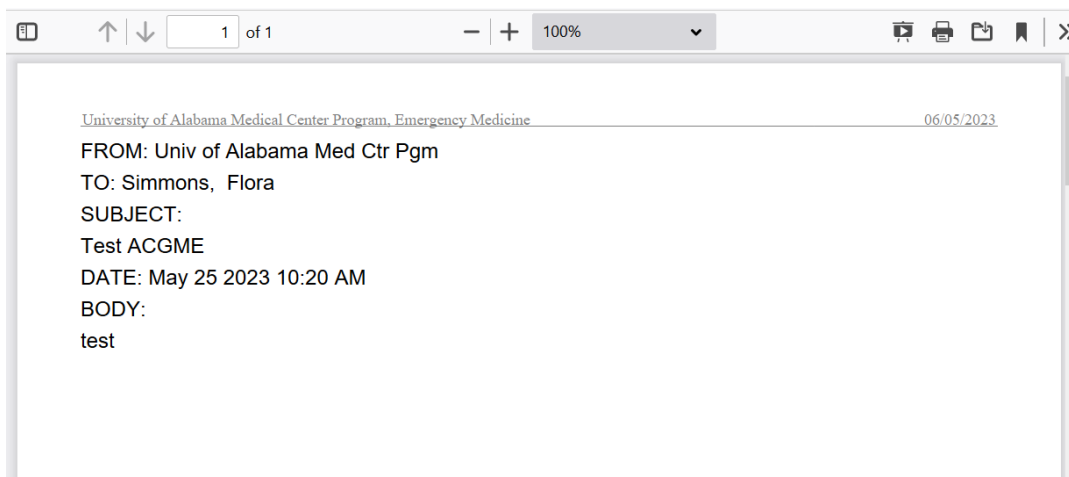 1 of 1 100%
University of Alabama Medical Center Program, Emergency Medicine 06/05/2023
FROM: Univ of Alabama Med Ctr Pgm
TO: Simmons,  Flora
SUBJECT:
Test ACGME
DATE: May 25 2023 10:20 AM
BODY:
test